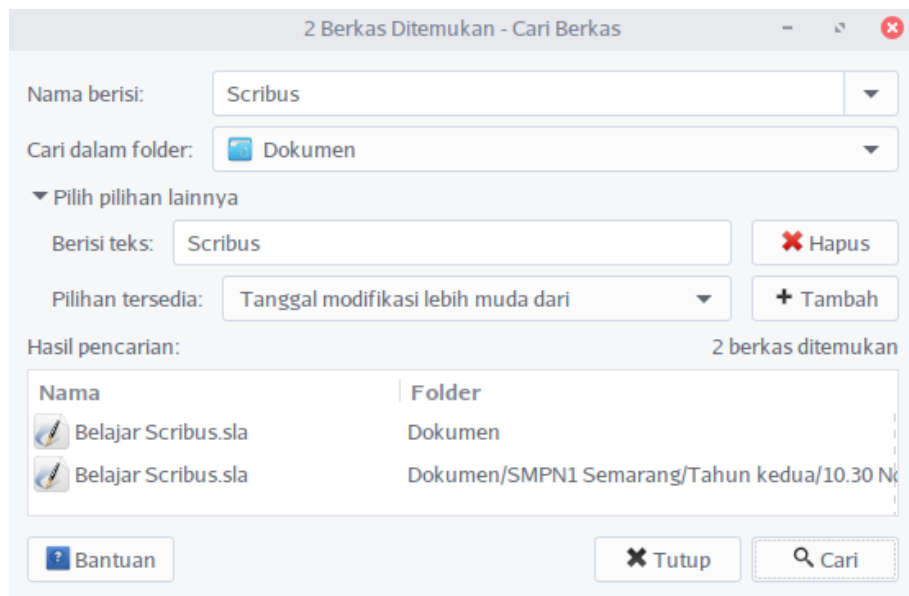 2 Berkas Ditemukan - Cari Berkas
Nama berisi: Scribus
Cari dalam folder: Dokumen
Pilih pilihan lainnya
Berisi teks: Scribus Hapus
Pilihan tersedia: Tanggal modifikasi lebih muda dari Tambah
Hasil pencarian: 2 berkas ditemukan
Nama Folder
Belajar Scribus.sla Dokumen
Belajar Scribus.sla Dokumen/SMPN1 Semarang/Tahun kedua/10.30
Bantuan Tutup Cari